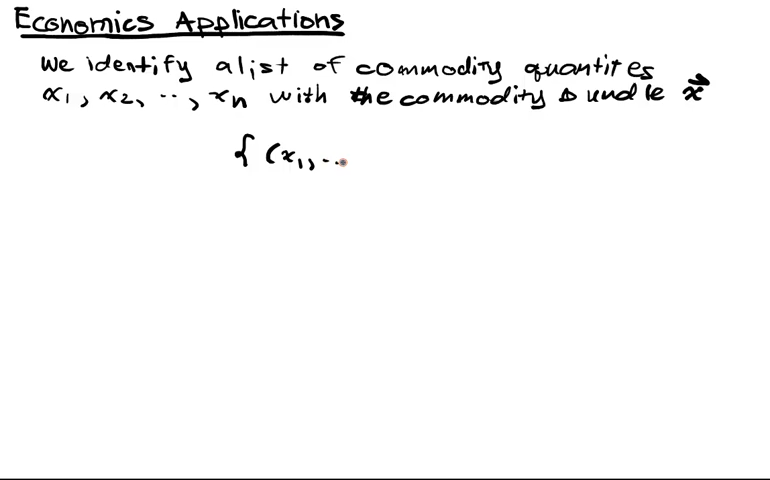 Economics Applications
We identify a list of commodity quantites
x₁, x₂, .., xₙ with the commodity bundle x⃗
{ (x₁, ..